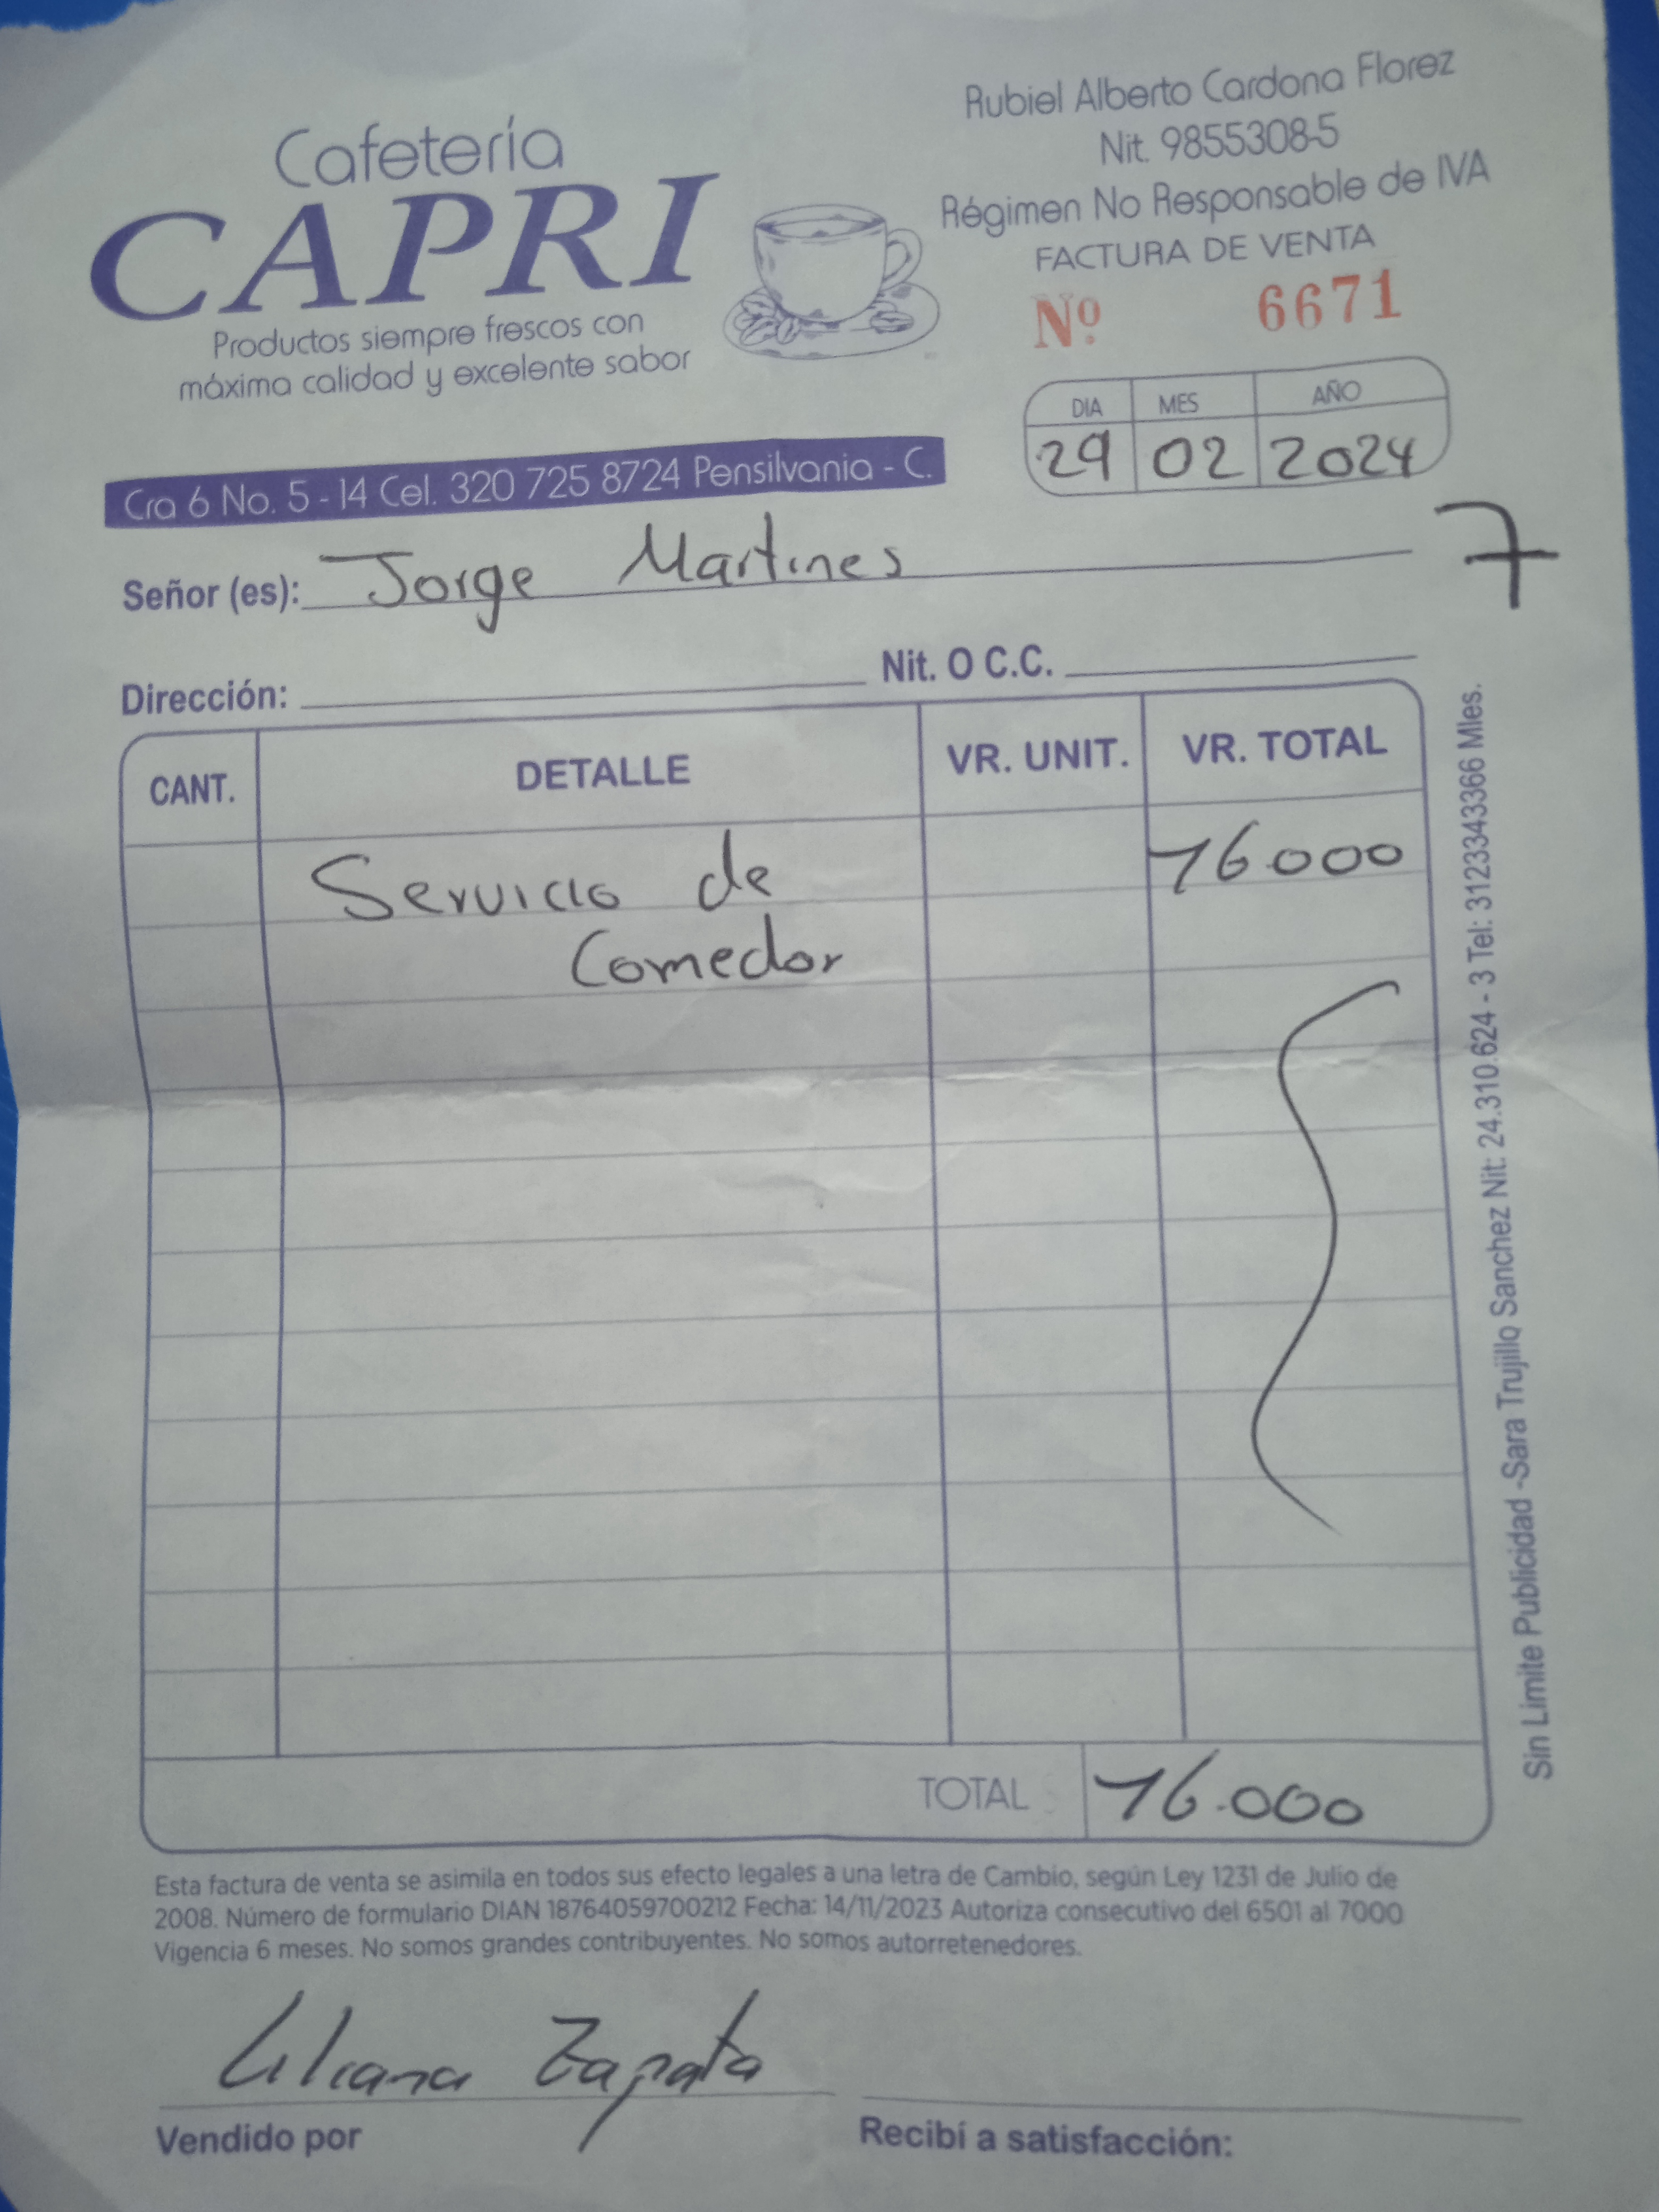 Cafetería
CAPRI
Productos siempre frescos con
máxima calidad y excelente sabor
Cra 6 No. 5 - 14 Cel. 320 725 8724 Pensilvania - C.
Rubiel Alberto Cardona Florez
Nit. 9855308-5
Régimen No Responsable de IVA
FACTURA DE VENTA
Nº 6671
DIA MES AÑO
29 02 2024
7
Señor (es): Jorge Martines
Dirección: Nit. O C.C.
CANT. DETALLE VR. UNIT. VR. TOTAL
Servicio de 16000
Comedor
TOTAL 16.000
Esta factura de venta se asimila en todos sus efecto legales a una letra de Cambio, según Ley 1231 de Julio de
2008. Número de formulario DIAN 18764059700212 Fecha: 14/11/2023 Autoriza consecutivo del 6501 al 7000
Vigencia 6 meses. No somos grandes contribuyentes. No somos autorretenedores.
Liliana Zapata
Vendido por Recibí a satisfacción:
Sin Limite Publicidad -Sara Trujillo Sanchez Nit: 24.310.624 - 3 Tel: 3123343366 Mles.